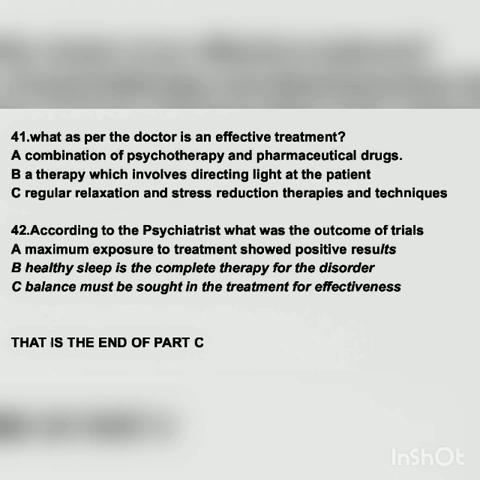 41.what as per the doctor is an effective treatment?
A combination of psychotherapy and pharmaceutical drugs.
B a therapy which involves directing light at the patient
C regular relaxation and stress reduction therapies and techniques
42.According to the Psychiatrist what was the outcome of trials
A maximum exposure to treatment showed positive results
B healthy sleep is the complete therapy for the disorder
C balance must be sought in the treatment for effectiveness
THAT IS THE END OF PART C
InShOt